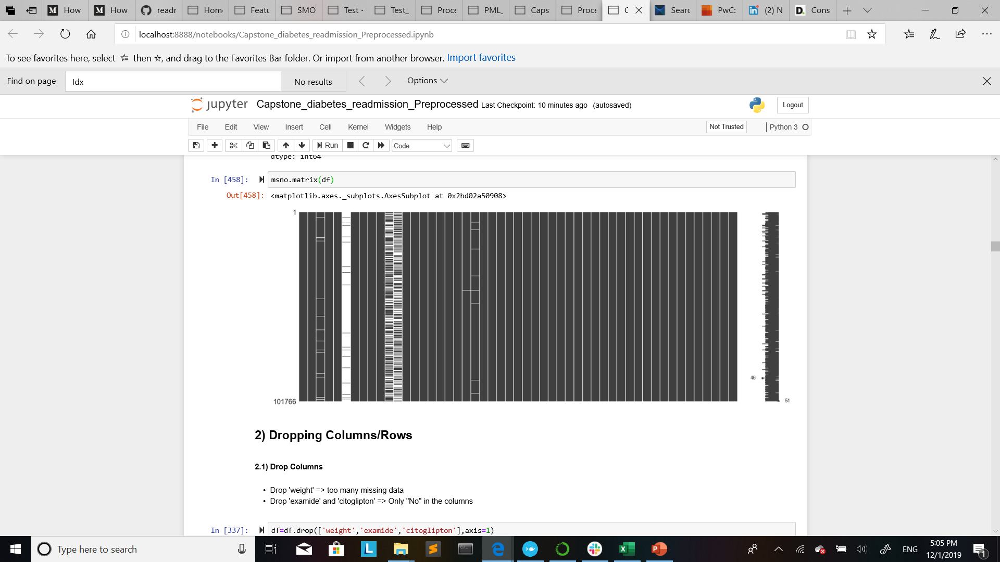 How
How
readr
Home
Featu
SMO
Test -
Test_
Proce
PML_
Caps
Proce
C
Searc
PwC:
(2) N
Cons
localhost:8888/notebooks/Capstone_diabetes_readmission_Preprocessed.ipynb
To see favorites here, select then ☆, and drag to the Favorites Bar folder. Or import from another browser. Import favorites
Find on page Idx No results Options
jupyter Capstone_diabetes_readmission_Preprocessed Last Checkpoint: 10 minutes ago (autosaved) Logout
File Edit View Insert Cell Kernel Widgets Help Not Trusted Python 3
Run Code
dtype: int64
In [458]: msno.matrix(df)
Out[458]: <matplotlib.axes._subplots.AxesSubplot at 0x2bd02a50908>
1
46
101766 51
2) Dropping Columns/Rows
2.1) Drop Columns
• Drop 'weight' => too many missing data
• Drop 'examide' and 'citoglipton' => Only "No" in the columns
In [337]: df=df.drop(['weight','examide','citoglipton'],axis=1)
Type here to search ENG 5:05 PM
12/1/2019 1